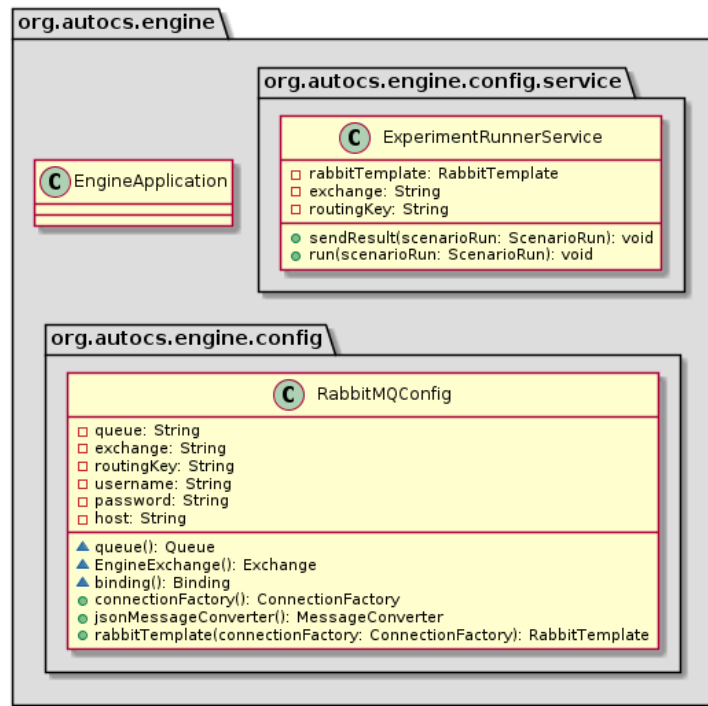 org.autocs.engine
org.autocs.engine.config.service
C ExperimentRunnerService
rabbitTemplate: RabbitTemplate
exchange: String
routingKey: String
sendResult(scenarioRun: ScenarioRun): void
run(scenarioRun: ScenarioRun): void
C EngineApplication
org.autocs.engine.config
C RabbitMQConfig
queue: String
exchange: String
routingKey: String
username: String
password: String
host: String
queue(): Queue
EngineExchange(): Exchange
binding(): Binding
connectionFactory(): ConnectionFactory
jsonMessageConverter(): MessageConverter
rabbitTemplate(connectionFactory: ConnectionFactory): RabbitTemplate